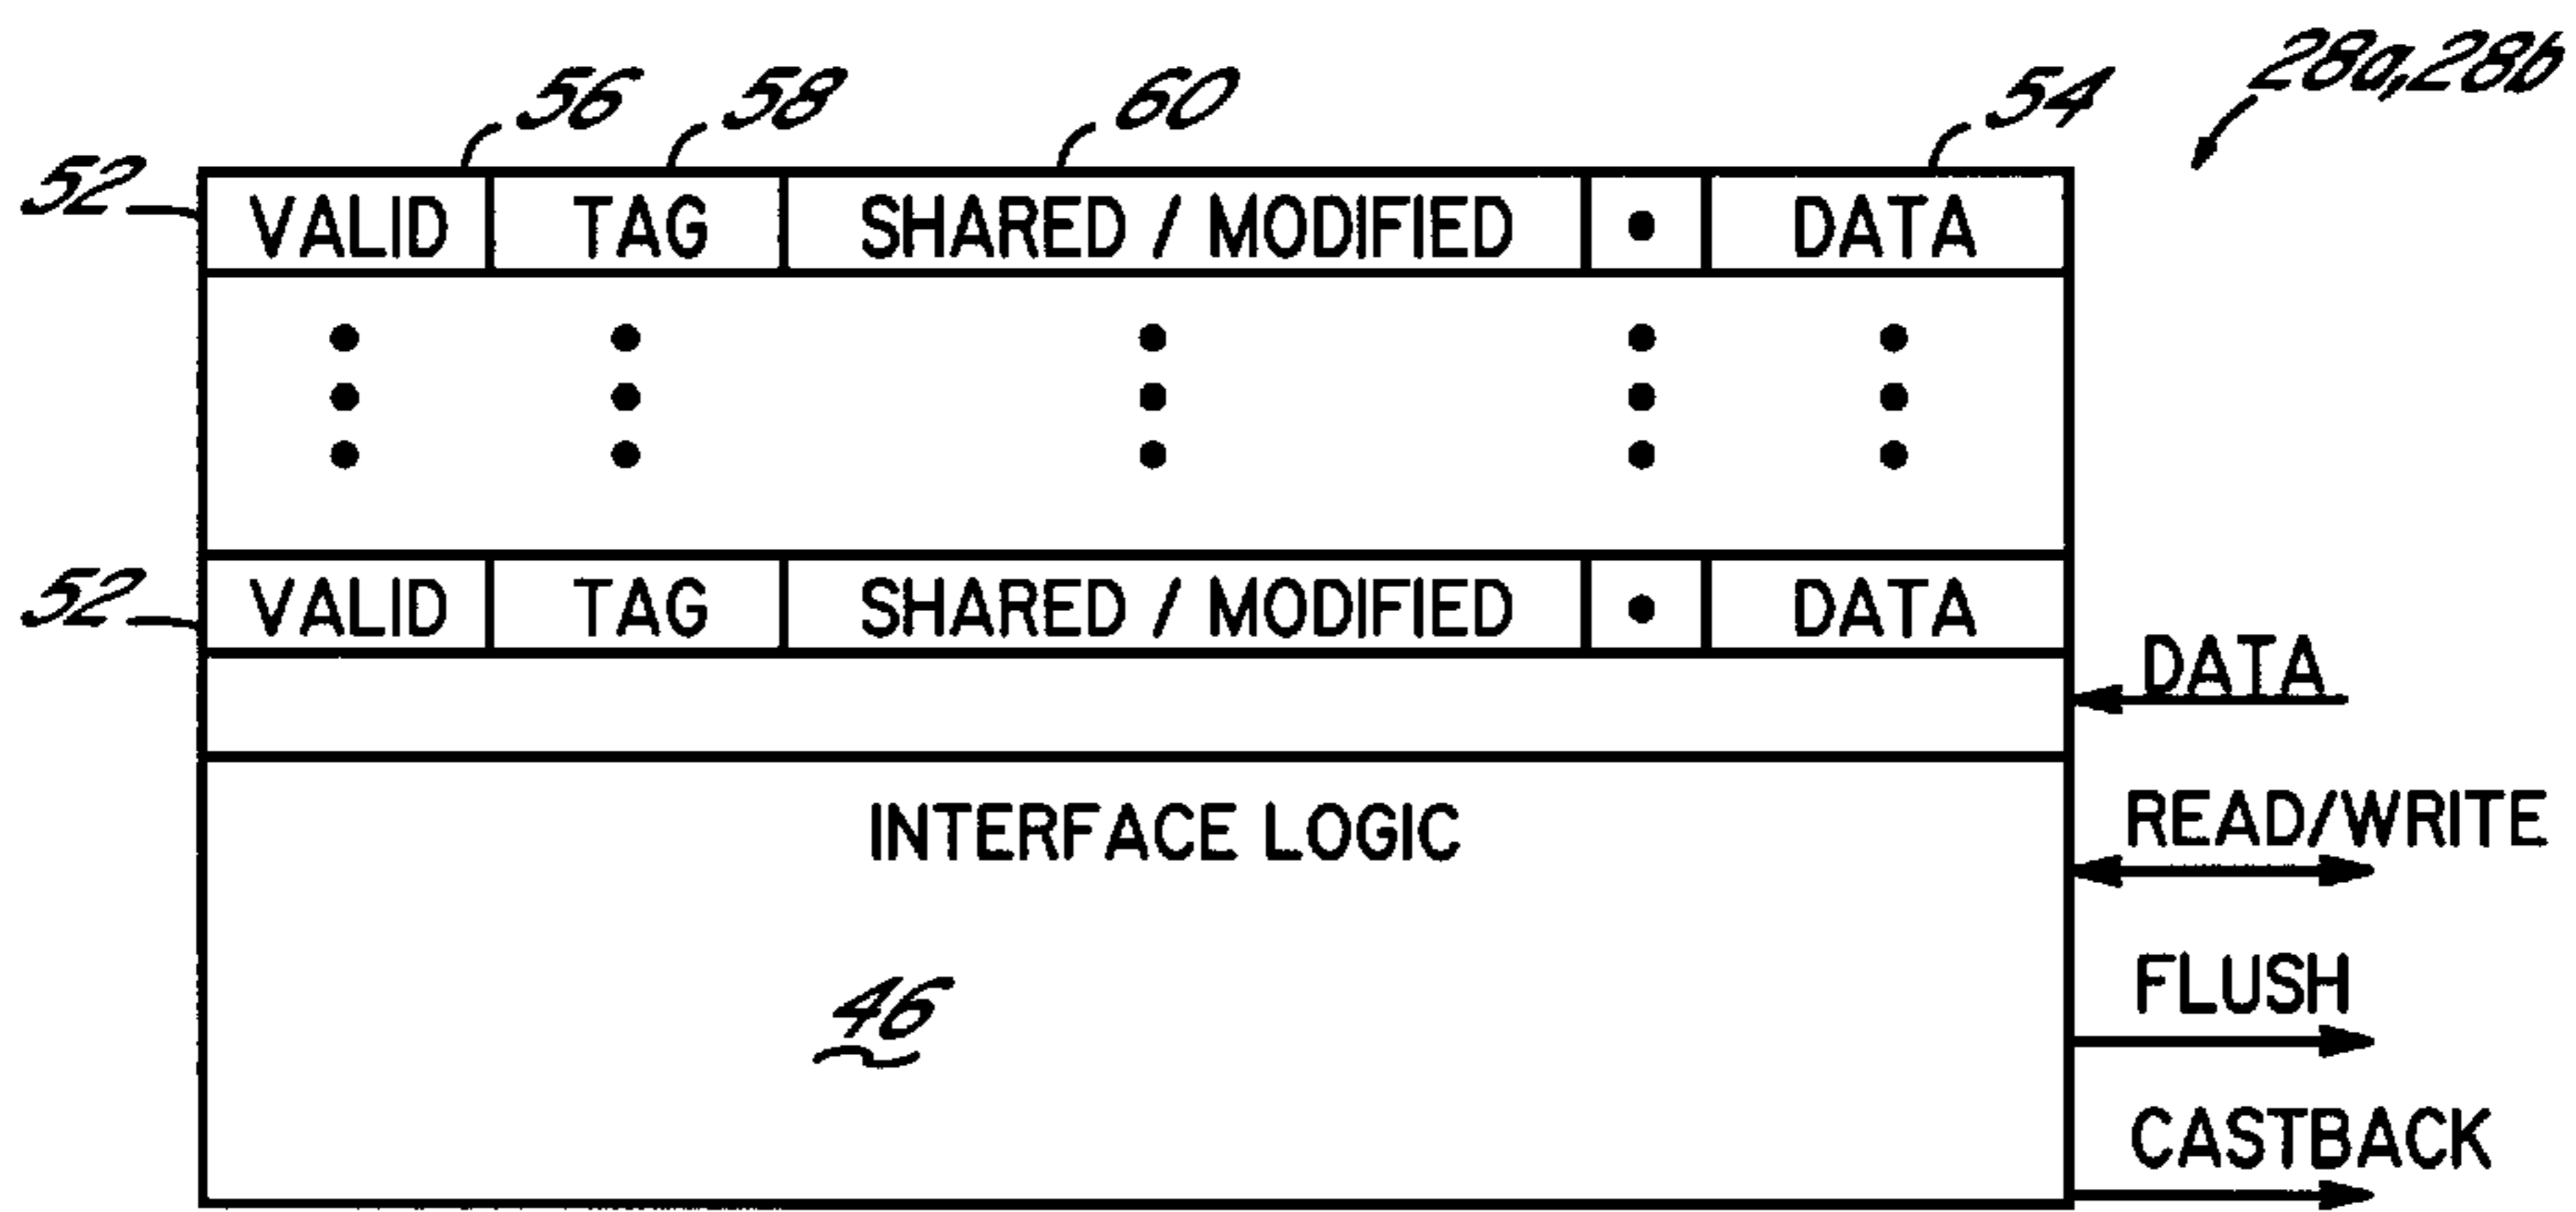 56 58 60 54 28a,28b
52 VALID TAG SHARED / MODIFIED • DATA
52 VALID TAG SHARED / MODIFIED • DATA
DATA
INTERFACE LOGIC READ/WRITE
46 FLUSH
CASTBACK